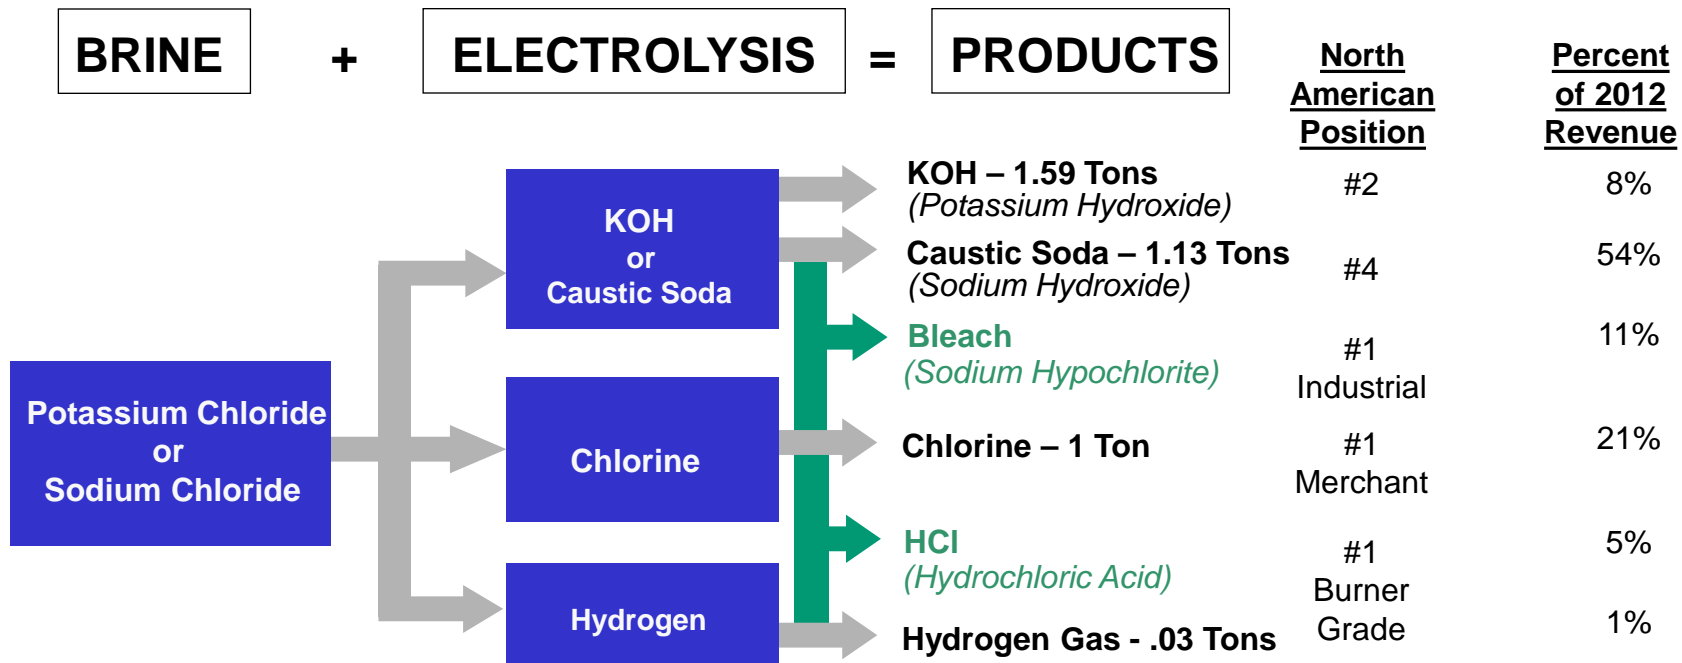 BRINE + ELECTROLYSIS = PRODUCTS
North
American
Position
Percent
of 2012
Revenue
Potassium Chloride
or
Sodium Chloride
KOH
or
Caustic Soda
Chlorine
Hydrogen
KOH – 1.59 Tons
(Potassium Hydroxide)
#2
8%
Caustic Soda – 1.13 Tons
(Sodium Hydroxide)
#4
54%
Bleach
(Sodium Hypochlorite)
#1
Industrial
11%
Chlorine – 1 Ton
#1
Merchant
21%
HCl
(Hydrochloric Acid)
#1
Burner
Grade
5%
Hydrogen Gas - .03 Tons
1%